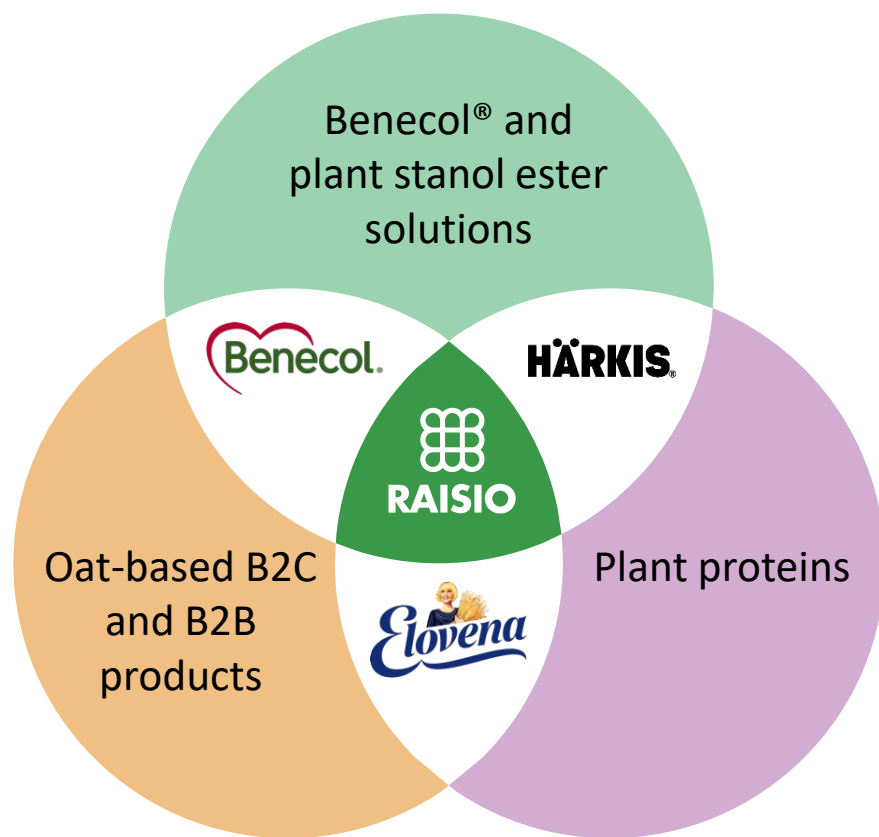 Benecol® and
plant stanol ester
solutions
Benecol®
HÄRKIS®
RAISIO
Oat-based B2C
and B2B
products
Plant proteins
Elovena